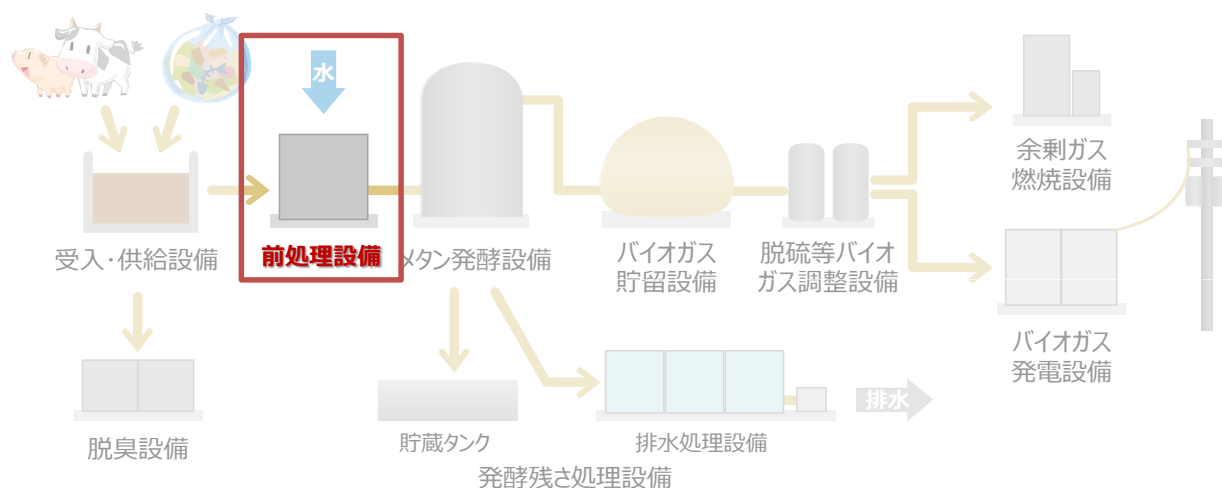 水
余剰ガス
燃焼設備
受入・供給設備
前処理設備
メタン発酵設備
バイオガス
貯留設備
脱硫等バイオ
ガス調整設備
バイオガス
発電設備
脱臭設備
貯蔵タンク
排水処理設備
排水
発酵残さ処理設備